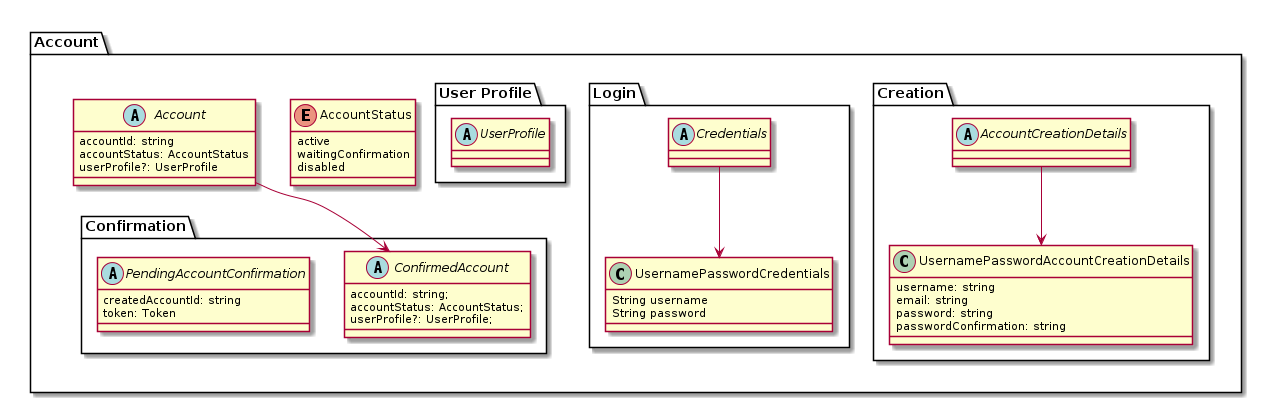 Account
A Account
accountId: string
accountStatus: AccountStatus
userProfile?: UserProfile
E AccountStatus
active
waitingConfirmation
disabled
User Profile
A UserProfile
Login
A Credentials
C UsernamePasswordCredentials
String username
String password
Creation
A AccountCreationDetails
C UsernamePasswordAccountCreationDetails
username: string
email: string
password: string
passwordConfirmation: string
Confirmation
A PendingAccountConfirmation
createdAccountId: string
token: Token
A ConfirmedAccount
accountId: string;
accountStatus: AccountStatus;
userProfile?: UserProfile;